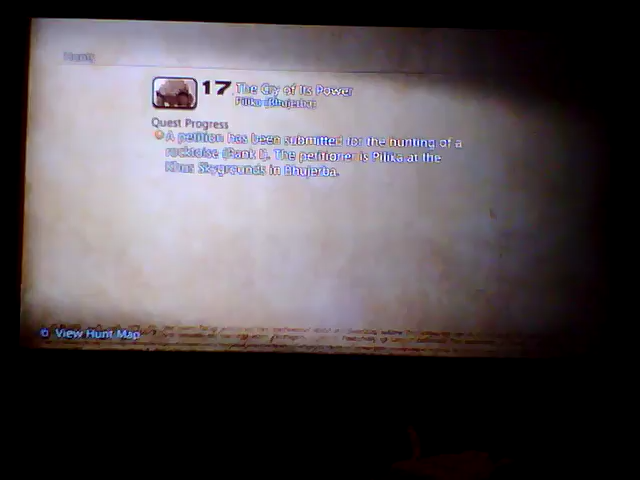 Hunts
17 The Cry of Its Power
Pilika (Bhujerba)
Quest Progress
A petition has been submitted for the hunting of a
rocktoise (Rank I). The petitioner is Pilika at the
Khus Skygrounds in Bhujerba.
View Hunt Map